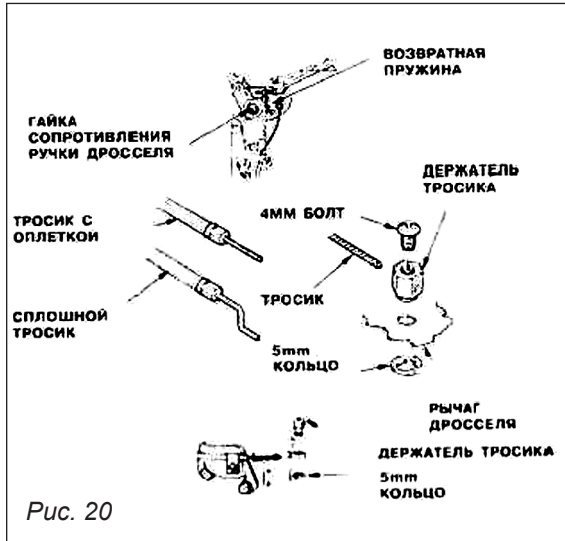 ВОЗВРАТНАЯ
ПРУЖИНА
ГАЙКА
СОПРОТИВЛЕНИЯ
РУЧКИ ДРОССЕЛЯ
ДЕРЖАТЕЛЬ
ТРОСИКА
4ММ БОЛТ
ТРОСИК С
ОПЛЕТКОЙ
ТРОСИК
СПЛОШНОЙ
ТРОСИК
5mm
КОЛЬЦО
РЫЧАГ
ДРОССЕЛЯ
ДЕРЖАТЕЛЬ ТРОСИКА
5mm
КОЛЬЦО
Рис. 20